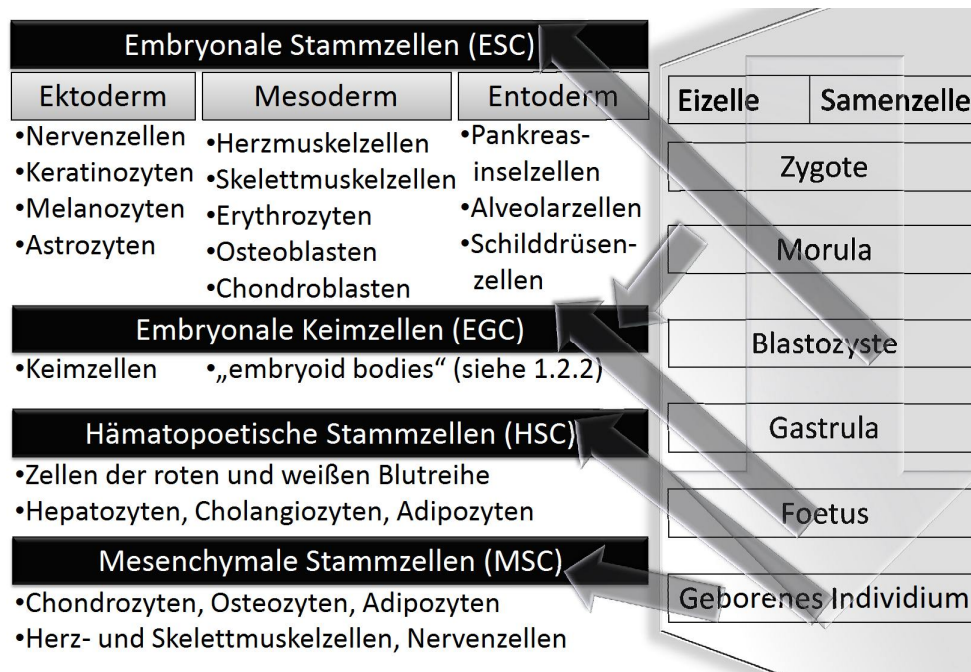 Embryonale Stammzellen (ESC)
Ektoderm
•Nervenzellen
•Keratinozyten
•Melanozyten
•Astrozyten
Mesoderm
•Herzmuskelzellen
•Skelettmuskelzellen
•Erythrozyten
•Osteoblasten
•Chondroblasten
Entoderm
•Pankreas-
inselzellen
•Alveolarzellen
•Schilddrüsen-
zellen
Embryonale Keimzellen (EGC)
•Keimzellen •„embryoid bodies“ (siehe 1.2.2)
Hämatopoetische Stammzellen (HSC)
•Zellen der roten und weißen Blutreihe
•Hepatozyten, Cholangiozyten, Adipozyten
Mesenchymale Stammzellen (MSC)
•Chondrozyten, Osteozyten, Adipozyten
•Herz- und Skelettmuskelzellen, Nervenzellen
Eizelle Samenzelle
Zygote
Morula
Blastozyste
Gastrula
Foetus
Geborenes Individium